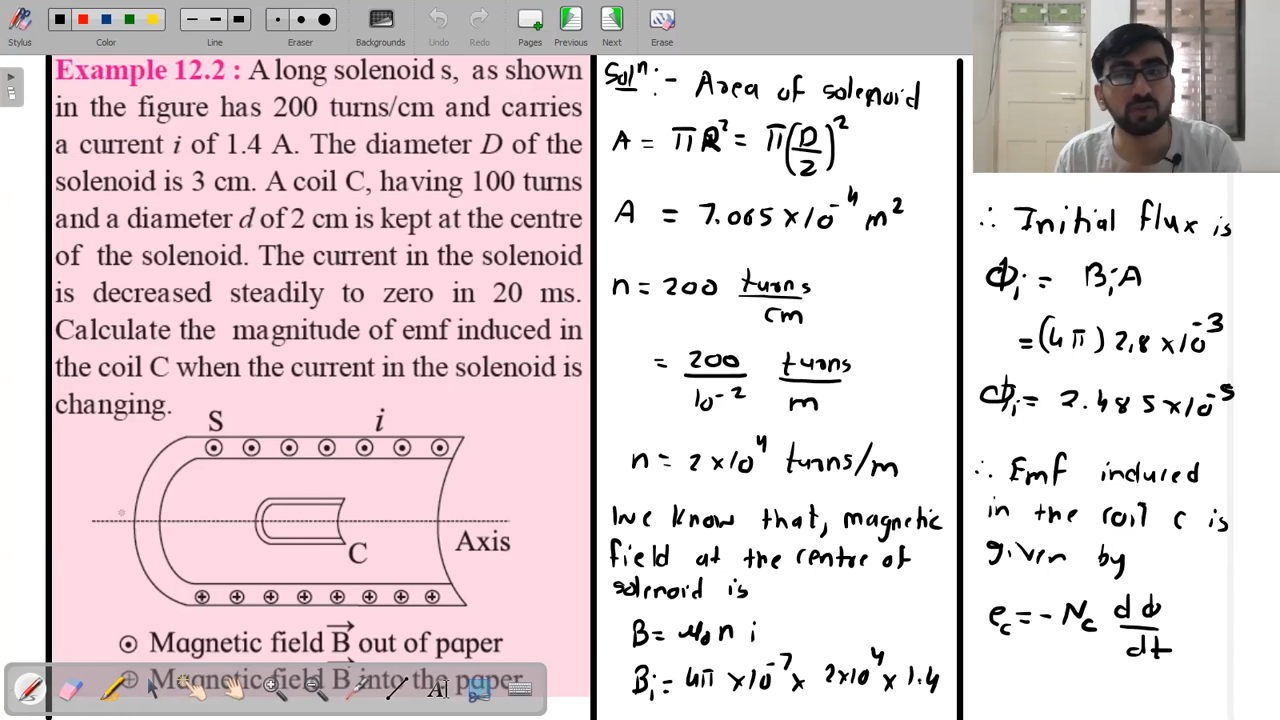 Stylus
Color
Line
Eraser
Backgrounds
Undo
Redo
Pages
Previous
Next
Erase
Example 12.2 : A long solenoid s, as shown
in the figure has 200 turns/cm and carries
a current i of 1.4 A. The diameter D of the
solenoid is 3 cm. A coil C, having 100 turns
and a diameter d of 2 cm is kept at the centre
of the solenoid. The current in the solenoid
is decreased steadily to zero in 20 ms.
Calculate the magnitude of emf induced in
the coil C when the current in the solenoid is
changing.
S
i
C
Axis
⊙ Magnetic field B⃗ out of paper
⊕ Magnetic field B⃗ into the paper
Solⁿ :- Area of solenoid
A = πR² = π(D/2)²
A = 7.065 × 10⁻⁴ m²
n = 200 turns/cm
= 200/10⁻² turns/m
n = 2 × 10⁴ turns/m
We know that, magnetic
field at the centre of
solenoid is
B = μ₀ n i
Bᵢ = 4π × 10⁻⁷ × 2×10⁴ × 1.4
∴ Initial flux is
ϕᵢ = BᵢA
= (4π) 2.8 × 10⁻³
ϕᵢ = 2.485 × 10⁻⁵
∴ Emf induced
in the coil C is
given by
e_c = - N_c dϕ/dt